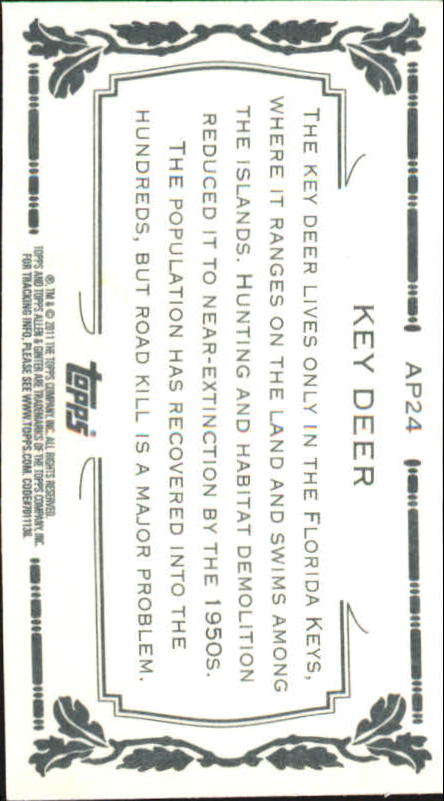 AP24
KEY DEER
THE KEY DEER LIVES ONLY IN THE FLORIDA KEYS,
WHERE IT RANGES ON THE LAND AND SWIMS AMONG
THE ISLANDS. HUNTING AND HABITAT DEMOLITION
REDUCED IT TO NEAR-EXTINCTION BY THE 1950S.
THE POPULATION HAS RECOVERED INTO THE
HUNDREDS, BUT ROAD KILL IS A MAJOR PROBLEM.
topps
®, TM & © 2011 THE TOPPS COMPANY, INC. ALL RIGHTS RESERVED.
TOPPS AND TOPPS ALLEN & GINTER ARE TRADEMARKS OF THE TOPPS COMPANY, INC.
FOR TRACKING INFO, PLEASE SEE WWW.TOPPS.COM.